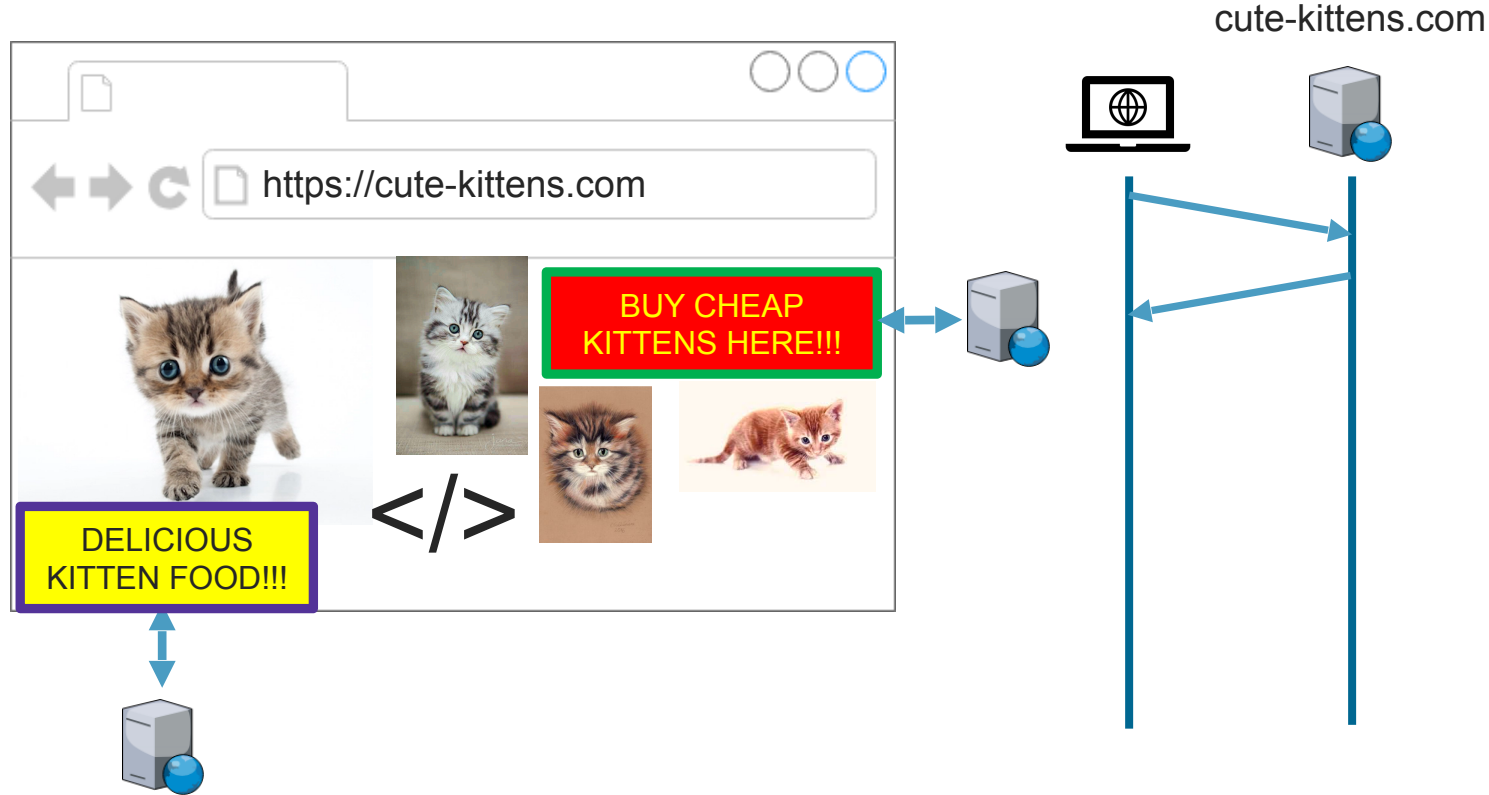 cute-kittens.com
https://cute-kittens.com
BUY CHEAP
KITTENS HERE!!!
</>
DELICIOUS
KITTEN FOOD!!!